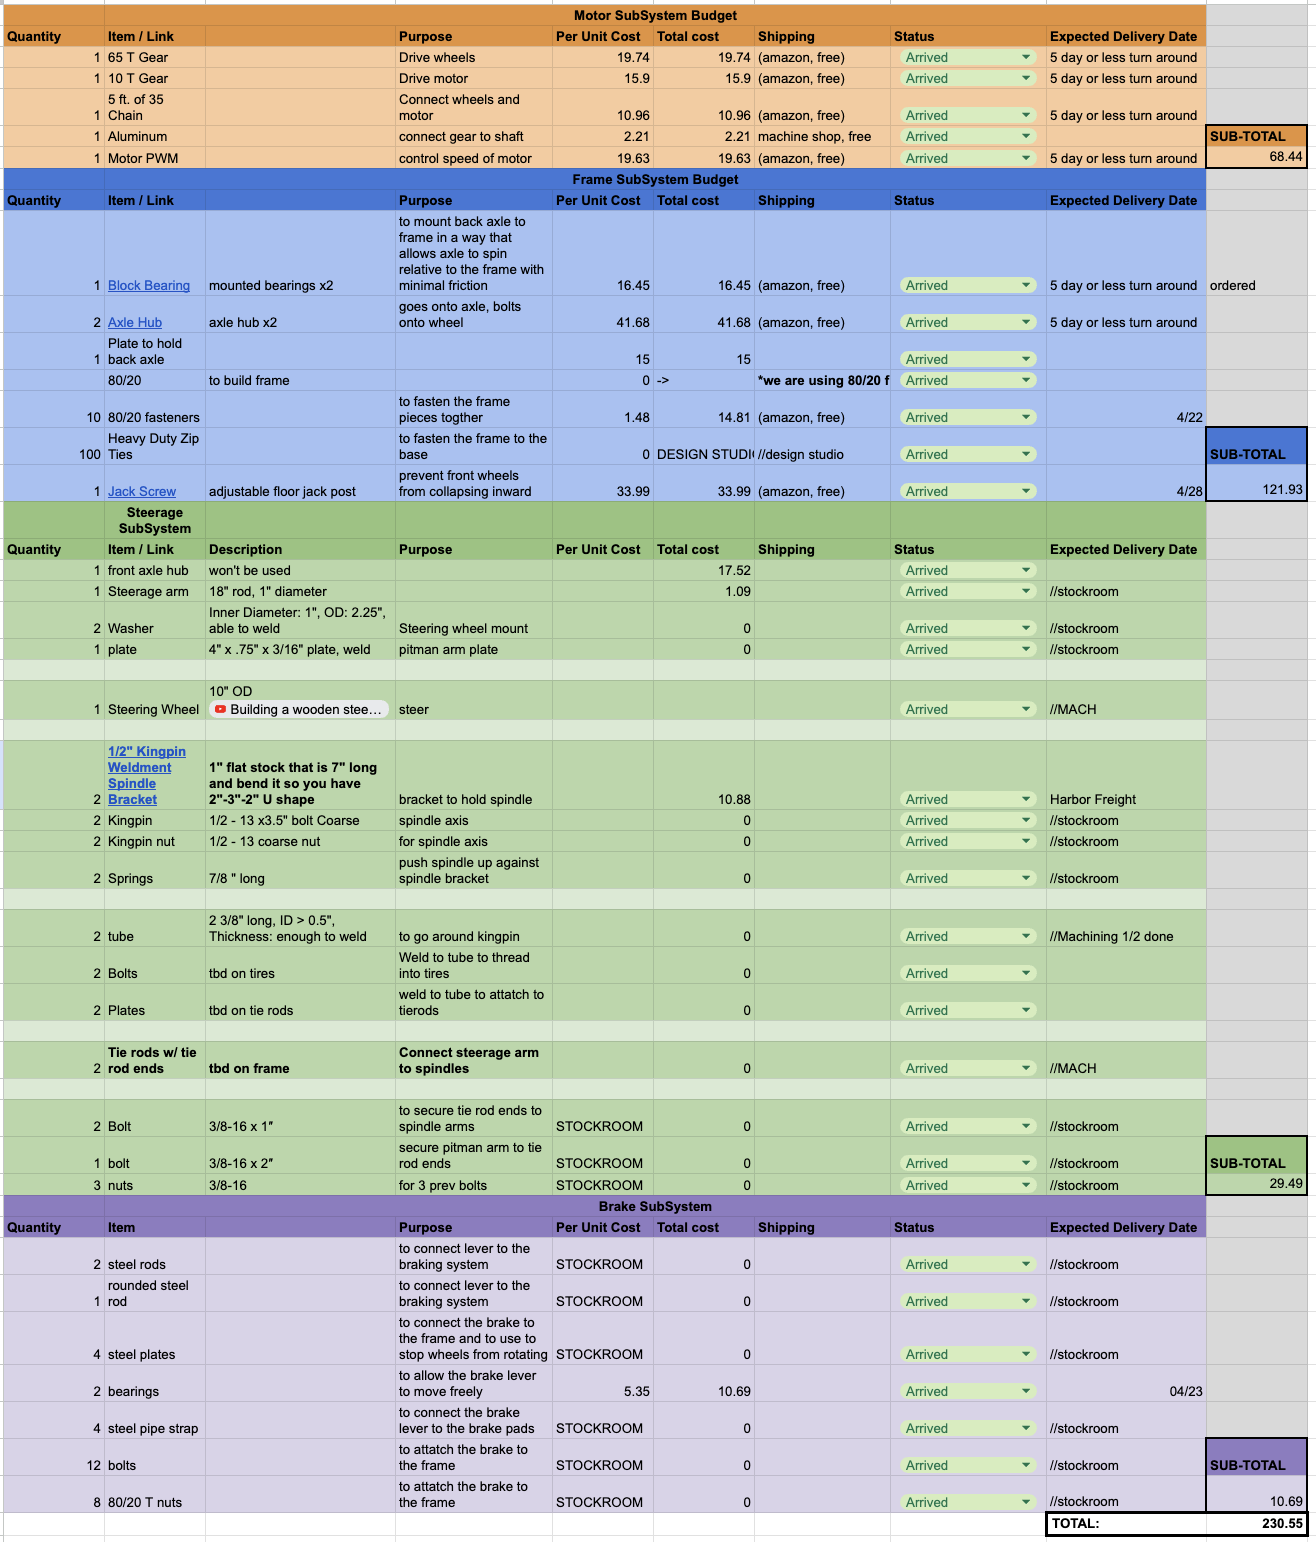 Motor SubSystem Budget
Quantity Item / Link Purpose Per Unit Cost Total cost Shipping Status Expected Delivery Date
1 65 T Gear Drive wheels 19.74 19.74 (amazon, free) Arrived 5 day or less turn around
1 10 T Gear Drive motor 15.9 15.9 (amazon, free) Arrived 5 day or less turn around
5 ft. of 35 Connect wheels and
1 Chain motor 10.96 10.96 (amazon, free) Arrived 5 day or less turn around
1 Aluminum connect gear to shaft 2.21 2.21 machine shop, free Arrived SUB-TOTAL
1 Motor PWM control speed of motor 19.63 19.63 (amazon, free) Arrived 5 day or less turn around 68.44
Frame SubSystem Budget
Quantity Item / Link Purpose Per Unit Cost Total cost Shipping Status Expected Delivery Date
to mount back axle to
frame in a way that
allows axle to spin
relative to the frame with
1 Block Bearing mounted bearings x2 minimal friction 16.45 16.45 (amazon, free) Arrived 5 day or less turn around ordered
goes onto axle, bolts
2 Axle Hub axle hub x2 onto wheel 41.68 41.68 (amazon, free) Arrived 5 day or less turn around
Plate to hold
1 back axle 15 15 Arrived
80/20 to build frame 0 -> *we are using 80/20 f Arrived
to fasten the frame
10 80/20 fasteners pieces togther 1.48 14.81 (amazon, free) Arrived 4/22
Heavy Duty Zip to fasten the frame to the
100 Ties base 0 DESIGN STUDI //design studio Arrived SUB-TOTAL
prevent front wheels
1 Jack Screw adjustable floor jack post from collapsing inward 33.99 33.99 (amazon, free) Arrived 4/28 121.93
Steerage
SubSystem
Quantity Item / Link Description Purpose Per Unit Cost Total cost Shipping Status Expected Delivery Date
1 front axle hub won't be used 17.52 Arrived
1 Steerage arm 18" rod, 1" diameter 1.09 Arrived //stockroom
Inner Diameter: 1", OD: 2.25",
2 Washer able to weld Steering wheel mount 0 Arrived //stockroom
1 plate 4" x .75" x 3/16" plate, weld pitman arm plate 0 Arrived //stockroom
10" OD
1 Steering Wheel Building a wooden stee... steer Arrived //MACH
1/2" Kingpin
Weldment 1" flat stock that is 7" long
Spindle and bend it so you have
2 Bracket 2"-3"-2" U shape bracket to hold spindle 10.88 Arrived Harbor Freight
2 Kingpin 1/2 - 13 x3.5" bolt Coarse spindle axis 0 Arrived //stockroom
2 Kingpin nut 1/2 - 13 coarse nut for spindle axis 0 Arrived //stockroom
push spindle up against
2 Springs 7/8 " long spindle bracket 0 Arrived //stockroom
2 3/8" long, ID > 0.5",
2 tube Thickness: enough to weld to go around kingpin 0 Arrived //Machining 1/2 done
Weld to tube to thread
2 Bolts tbd on tires into tires 0 Arrived
weld to tube to attatch to
2 Plates tbd on tie rods tierods 0 Arrived
Tie rods w/ tie Connect steerage arm
2 rod ends tbd on frame to spindles 0 Arrived //MACH
to secure tie rod ends to
2 Bolt 3/8-16 x 1" spindle arms STOCKROOM 0 Arrived //stockroom
secure pitman arm to tie
1 bolt 3/8-16 x 2" rod ends STOCKROOM 0 Arrived //stockroom SUB-TOTAL
3 nuts 3/8-16 for 3 prev bolts STOCKROOM 0 Arrived //stockroom 29.49
Brake SubSystem
Quantity Item Purpose Per Unit Cost Total cost Shipping Status Expected Delivery Date
to connect lever to the
2 steel rods braking system STOCKROOM 0 Arrived //stockroom
rounded steel to connect lever to the
1 rod braking system STOCKROOM 0 Arrived //stockroom
to connect the brake to
the frame and to use to
4 steel plates stop wheels from rotating STOCKROOM 0 Arrived //stockroom
to allow the brake lever
2 bearings to move freely 5.35 10.69 Arrived 04/23
to connect the brake
4 steel pipe strap lever to the brake pads STOCKROOM 0 Arrived //stockroom
to attatch the brake to
12 bolts the frame STOCKROOM 0 Arrived //stockroom SUB-TOTAL
to attatch the brake to
8 80/20 T nuts the frame STOCKROOM 0 Arrived //stockroom 10.69
TOTAL: 230.55